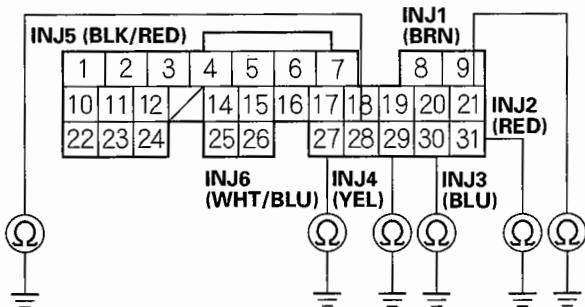 INJ5 (BLK/RED)
INJ1
(BRN)
1 2 3 4 5 6 7 8 9
10 11 12 14 15 16 17 18 19 20 21
INJ2
(RED)
22 23 24 25 26 27 28 29 30 31
INJ6
(WHT/BLU)
INJ4
(YEL)
INJ3
(BLU)
Ω Ω Ω Ω Ω Ω